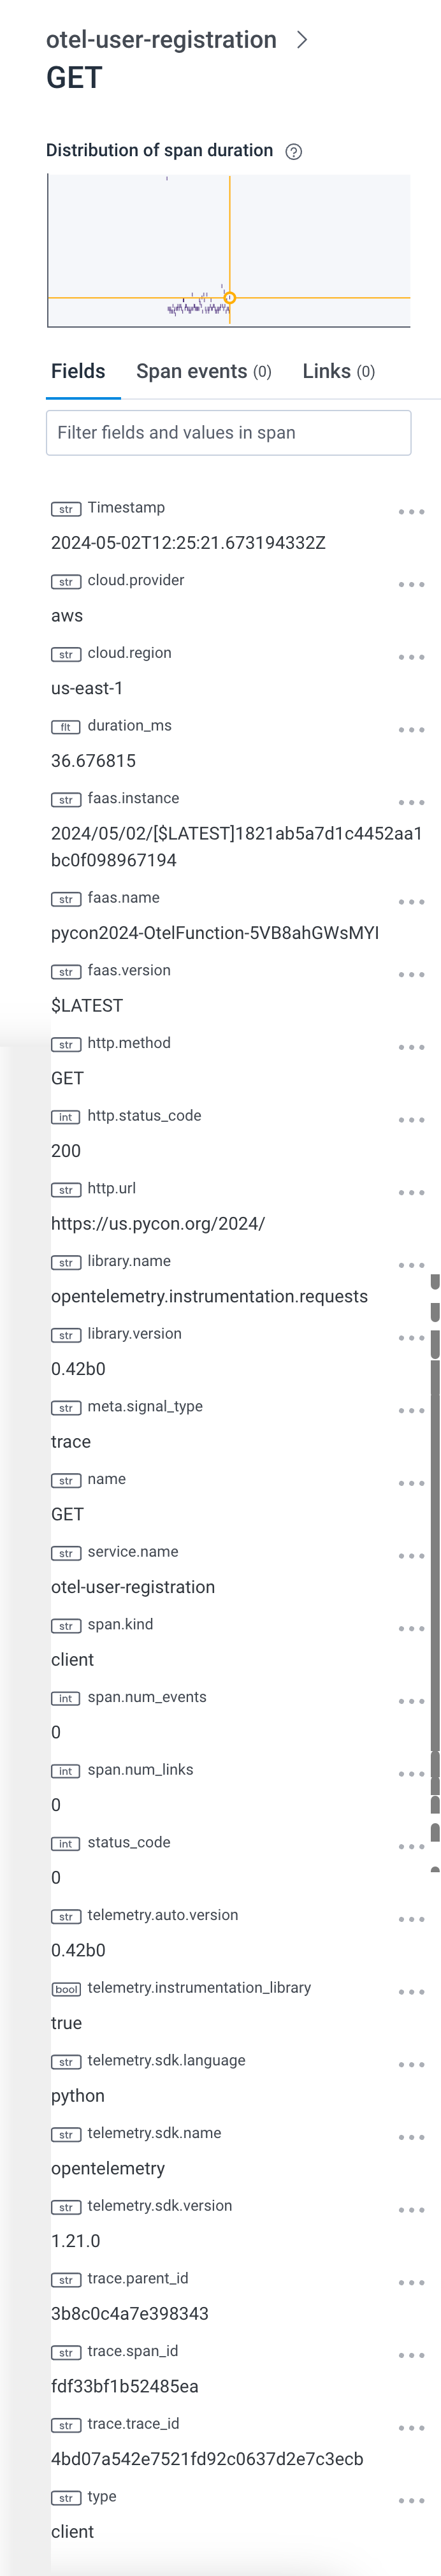 otel-user-registration
GET
Distribution of span duration
Fields Span events (0) Links (0)
Filter fields and values in span
str Timestamp
2024-05-02T12:25:21.673194332Z
str cloud.provider
aws
str cloud.region
us-east-1
flt duration_ms
36.676815
str faas.instance
2024/05/02/[$LATEST]1821ab5a7d1c4452aa1
bc0f098967194
str faas.name
pycon2024-OtelFunction-5VB8ahGWsMYI
str faas.version
$LATEST
str http.method
GET
int http.status_code
200
str http.url
https://us.pycon.org/2024/
str library.name
opentelemetry.instrumentation.requests
str library.version
0.42b0
str meta.signal_type
trace
str name
GET
str service.name
otel-user-registration
str span.kind
client
int span.num_events
0
int span.num_links
0
int status_code
0
str telemetry.auto.version
0.42b0
bool telemetry.instrumentation_library
true
str telemetry.sdk.language
python
str telemetry.sdk.name
opentelemetry
str telemetry.sdk.version
1.21.0
str trace.parent_id
3b8c0c4a7e398343
str trace.span_id
fdf33bf1b52485ea
str trace.trace_id
4bd07a542e7521fd92c0637d2e7c3ecb
str type
client